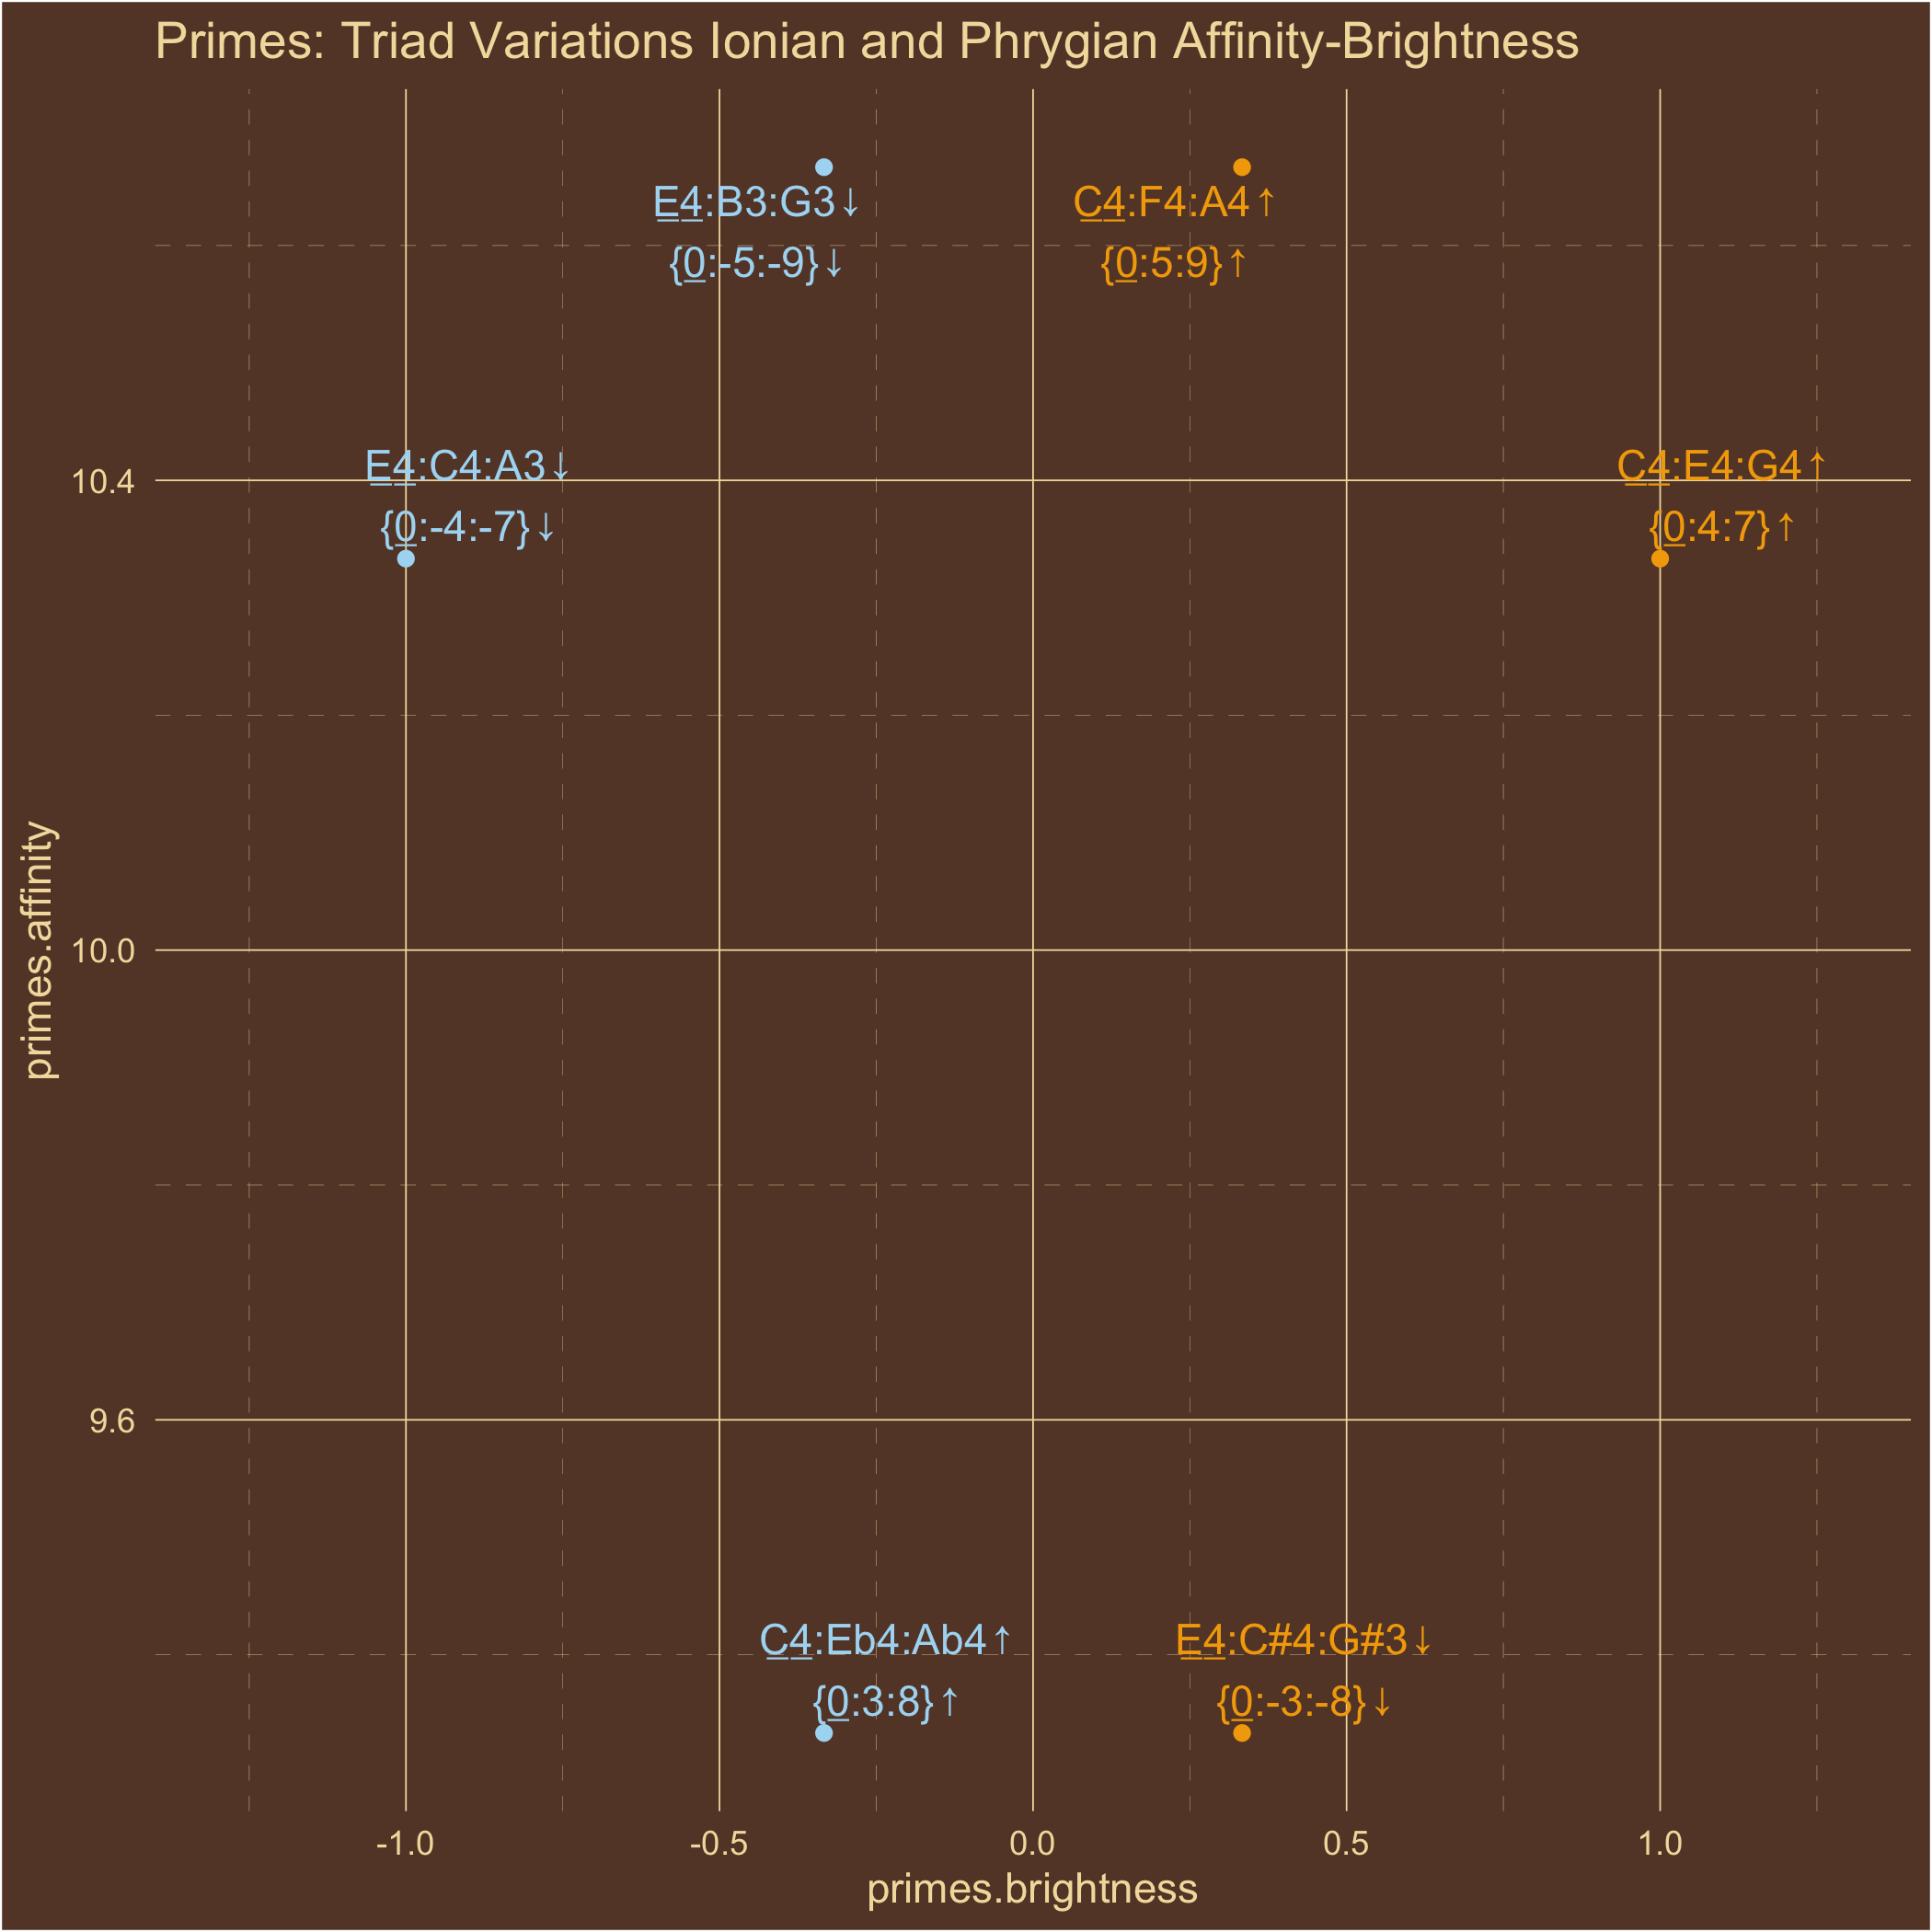 Primes: Triad Variations Ionian and Phrygian Affinity-Brightness
E4:B3:G3↓
{0:-5:-9}↓
C4:F4:A4↑
{0:5:9}↑
E4:C4:A3↓
{0:-4:-7}↓
C4:E4:G4↑
{0:4:7}↑
10.4
10.0
9.6
primes.affinity
C4:Eb4:Ab4↑
{0:3:8}↑
E4:C#4:G#3↓
{0:-3:-8}↓
-1.0
-0.5
0.0
0.5
1.0
primes.brightness